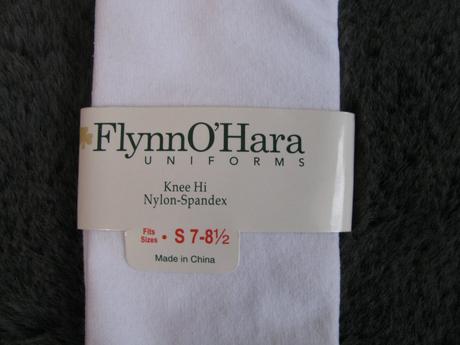 FlynnO'Hara
UNIFORMS
Knee Hi
Nylon-Spandex
Fits
Sizes • S 7-8½
Made in China